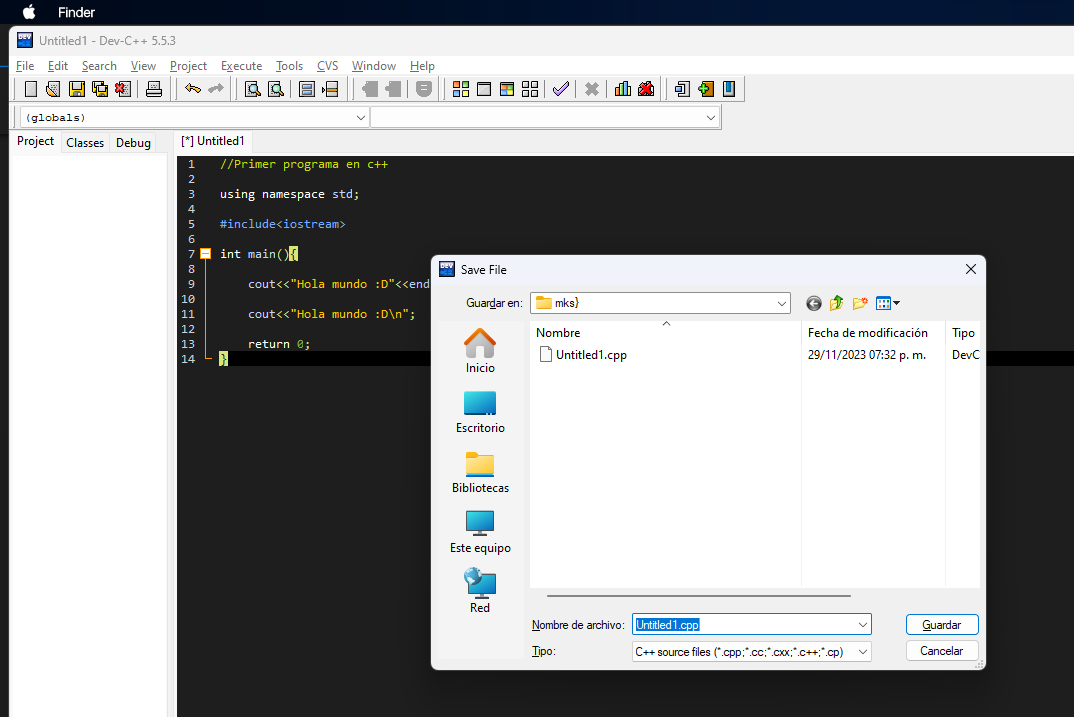 Finder
Untitled1 - Dev-C++ 5.5.3
File Edit Search View Project Execute Tools CVS Window Help
(globals)
Project Classes Debug
[*] Untitled1
1 //Primer programa en c++
2
3 using namespace std;
4
5 #include<iostream>
6
7 int main(){
8
9 cout<<"Hola mundo :D"<<end
10
11 cout<<"Hola mundo :D\n";
12
13 return 0;
14 }
Save File
Guardar en: mks}
Nombre Fecha de modificación Tipo
Untitled1.cpp 29/11/2023 07:32 p. m. DevC
Inicio
Escritorio
Bibliotecas
Este equipo
Red
Nombre de archivo: Untitled1.cpp Guardar
Tipo: C++ source files (*.cpp;*.cc;*.cxx;*.c++;*.cp) Cancelar